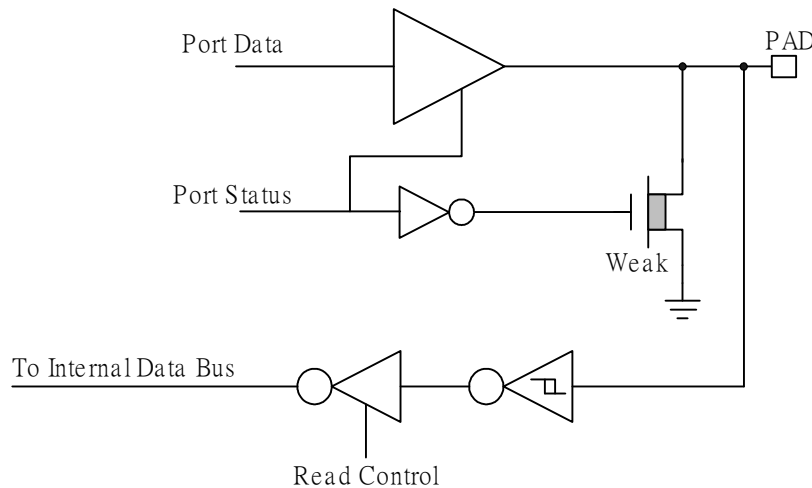 Port Data
PAD
Port Status
Weak
To Internal Data Bus
Read Control